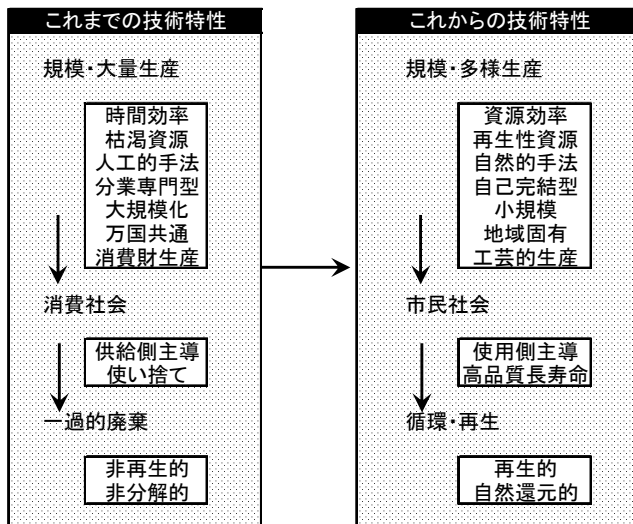 これまでの技術特性
規模・大量生産
時間効率
枯渇資源
人工的手法
分業専門型
大規模化
万国共通
消費財生産
消費社会
供給側主導
使い捨て
一過的廃棄
非再生的
非分解的
これからの技術特性
規模・多様生産
資源効率
再生性資源
自然的手法
自己完結型
小規模
地域固有
工芸的生産
市民社会
使用側主導
高品質長寿命
循環・再生
再生的
自然還元的